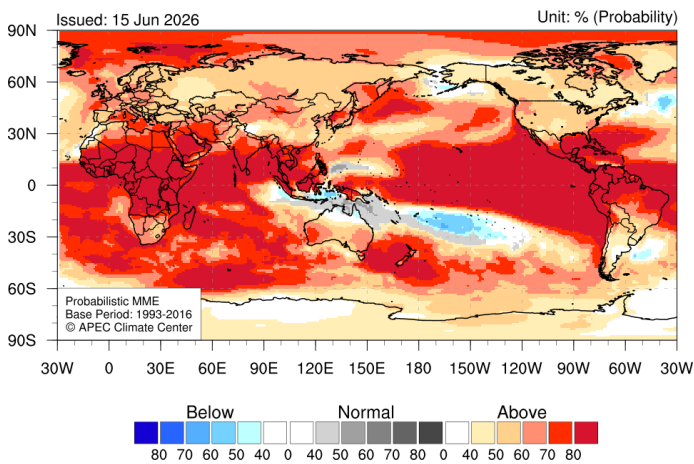 Issued: 15 Jun 2026
Unit: % (Probability)
90N
60N
30N
0
30S
60S
90S
Probabilistic MME
Base Period: 1993-2016
© APEC Climate Center
30W 0 30E 60E 90E 120E 150E 180 150W 120W 90W 60W 30W
Below Normal Above
80 70 60 50 40 0 40 50 60 70 80 0 40 50 60 70 80